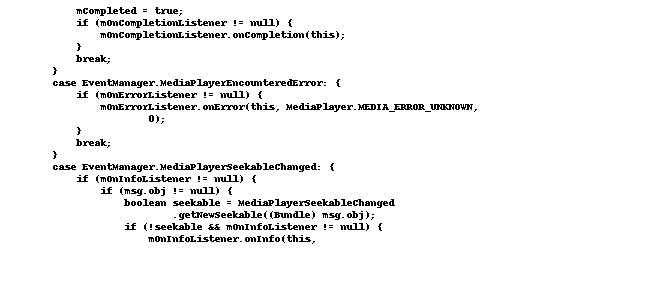 mCompleted = true;
if (mOnCompletionListener != null) {
mOnCompletionListener.onCompletion(this);
}
break;
}
case EventManager.MediaPlayerEncounteredError: {
if (mOnErrorListener != null) {
mOnErrorListener.onError(this, MediaPlayer.MEDIA_ERROR_UNKNOWN,
0);
}
break;
}
case EventManager.MediaPlayerSeekableChanged: {
if (mOnInfoListener != null) {
if (msg.obj != null) {
boolean seekable = MediaPlayerSeekableChanged
.getNewSeekable((Bundle) msg.obj);
if (!seekable && mOnInfoListener != null) {
mOnInfoListener.onInfo(this,